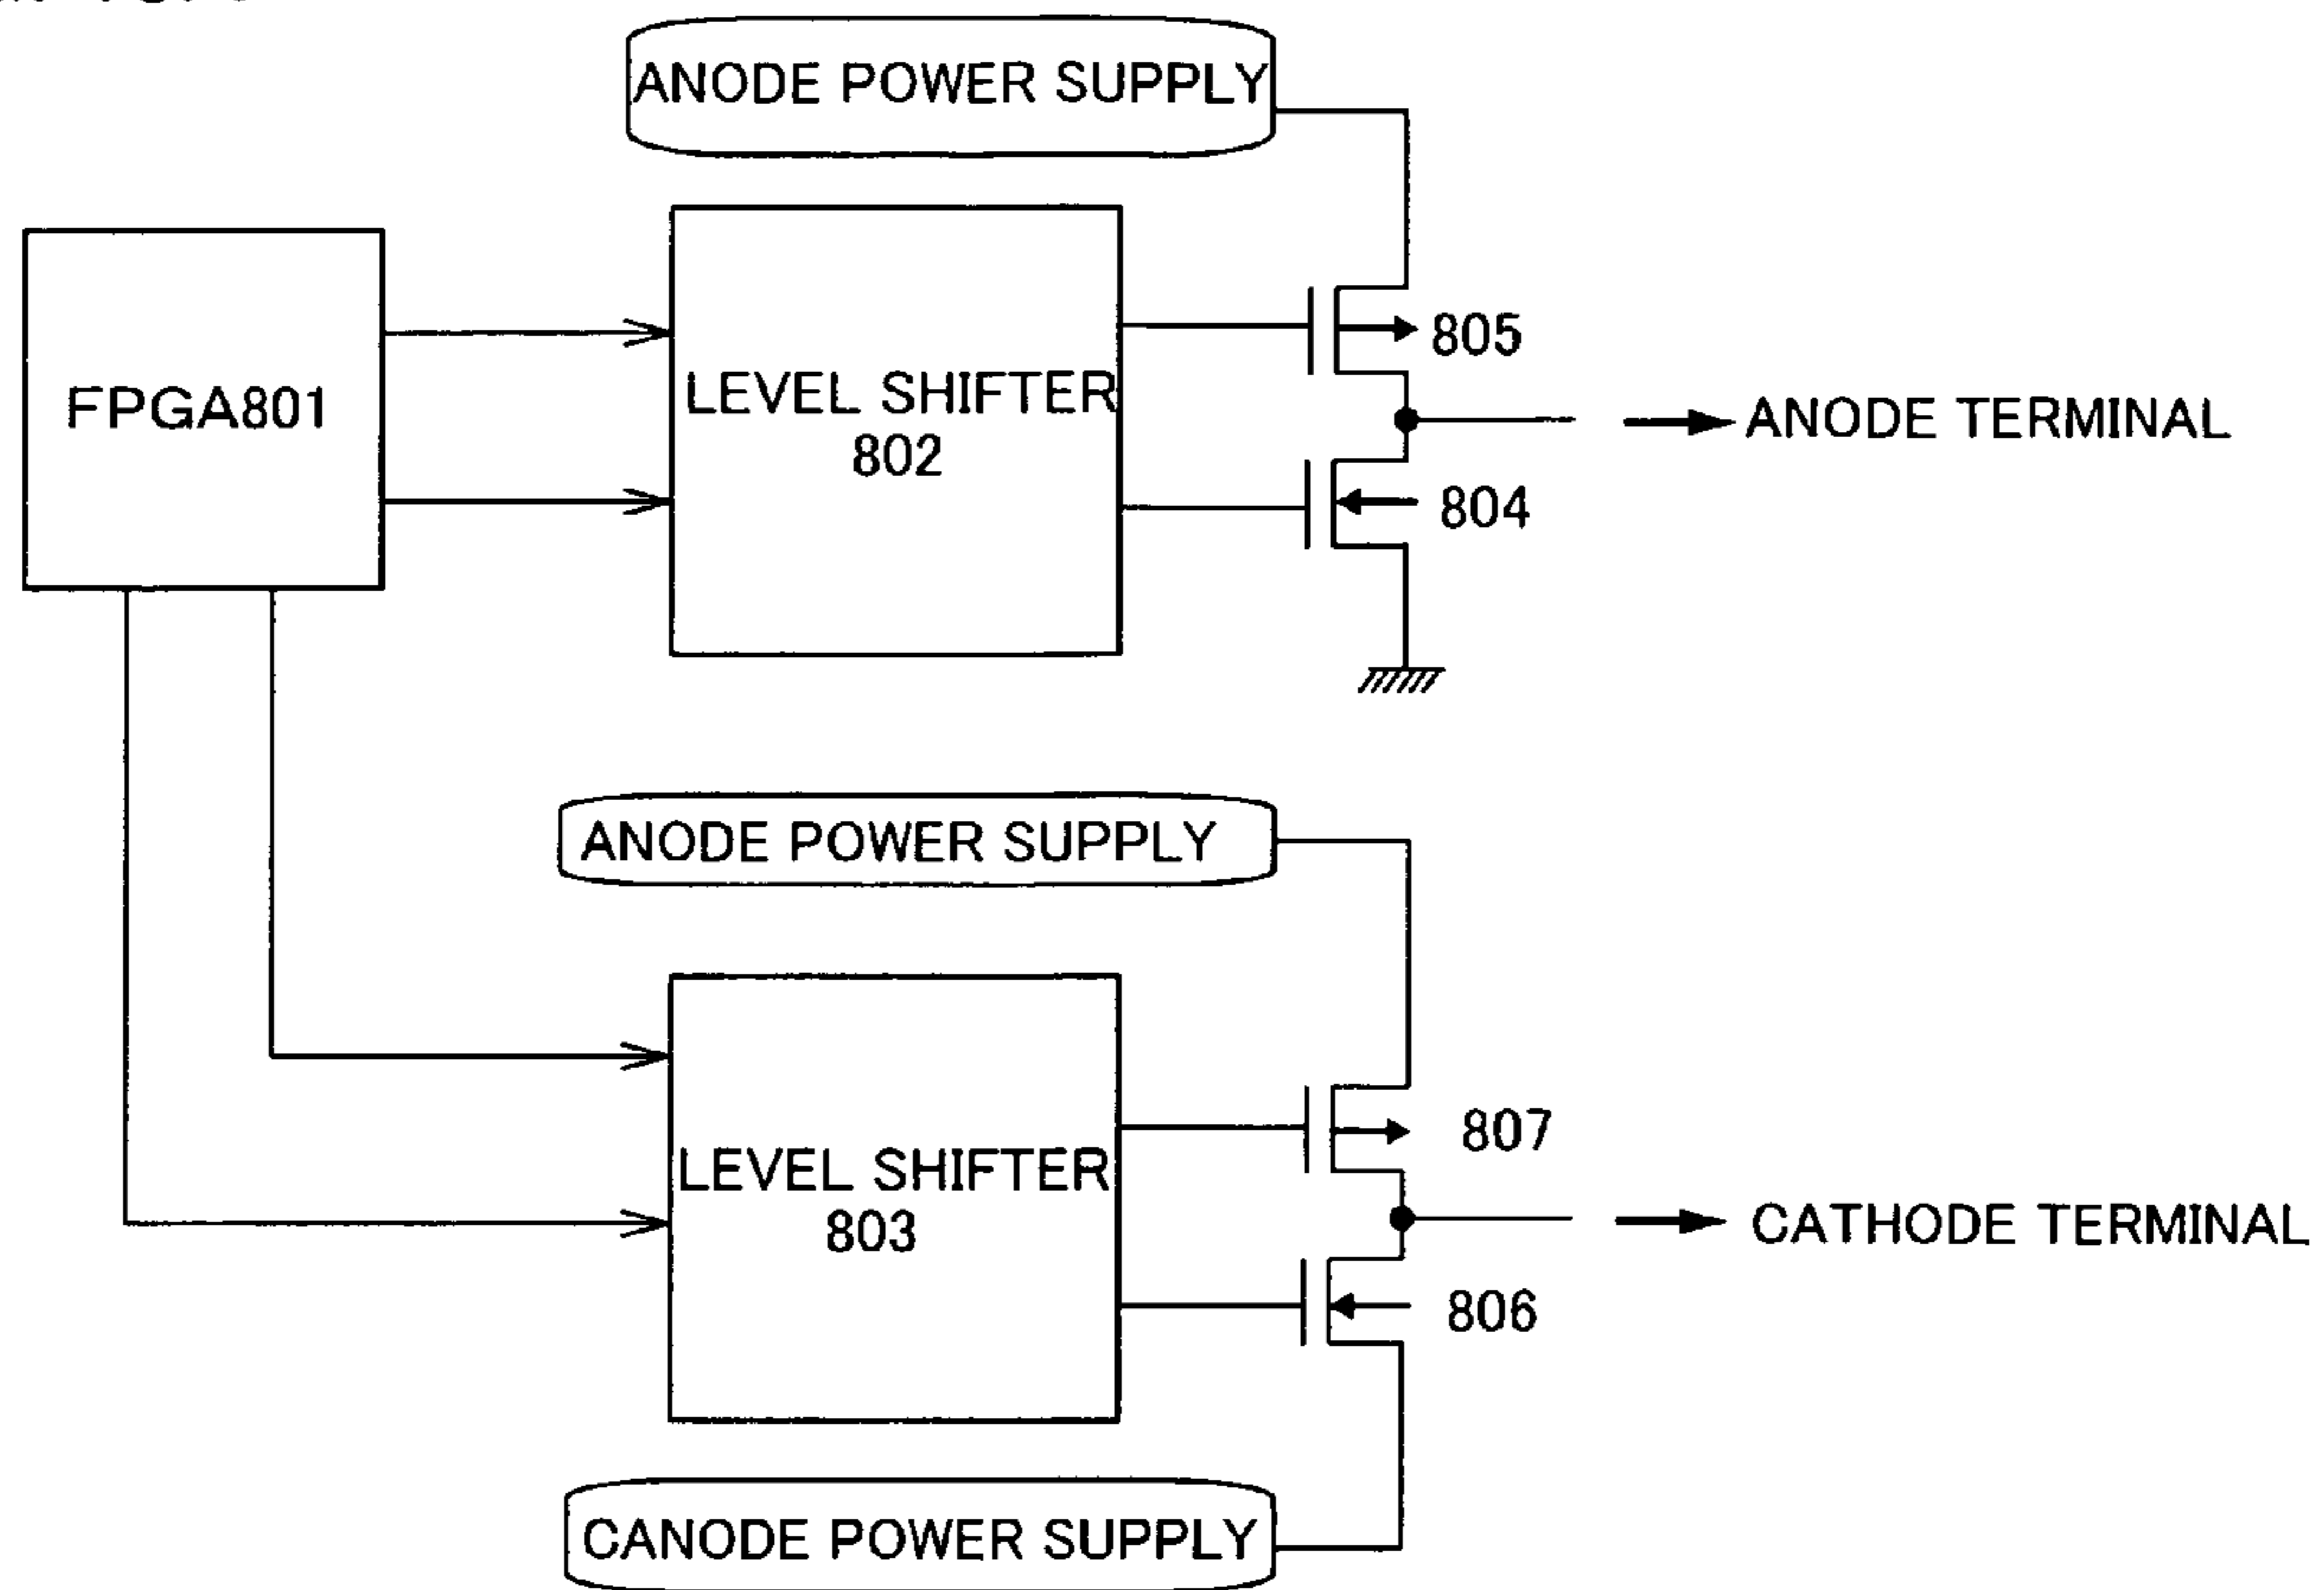 ANODE POWER SUPPLY
FPGA801
LEVEL SHIFTER
802
805
ANODE TERMINAL
804
ANODE POWER SUPPLY
LEVEL SHIFTER
803
807
CATHODE TERMINAL
806
CANODE POWER SUPPLY